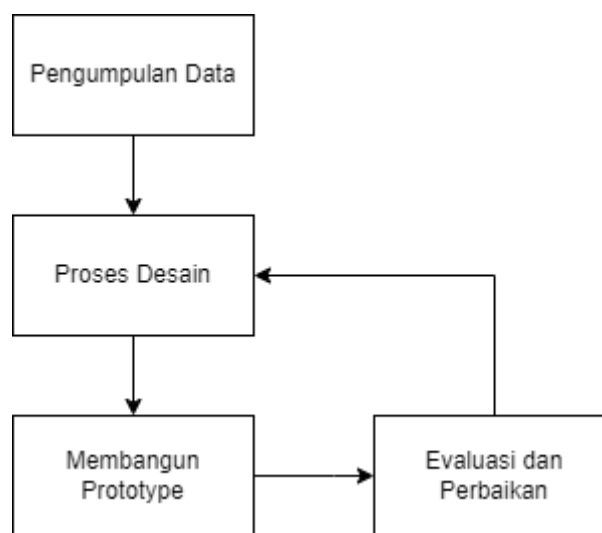 Pengumpulan Data
Proses Desain
Membangun
Prototype
Evaluasi dan
Perbaikan